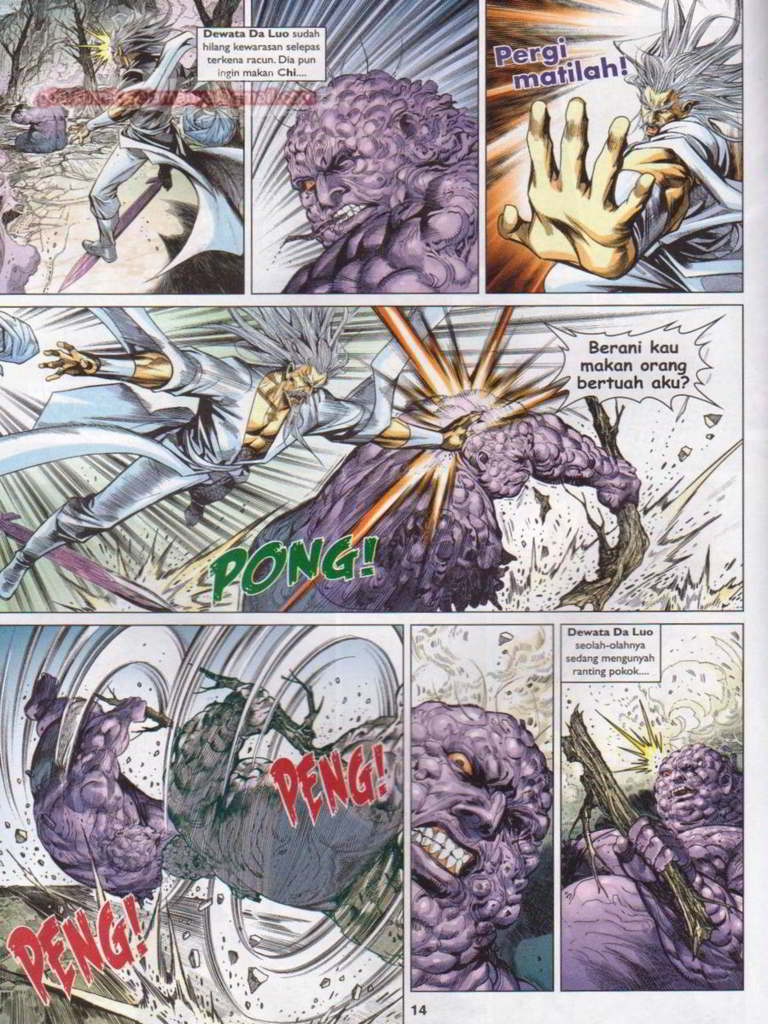 Dewata Da Luo sudah
hilang kewarasan selepas
terkena racun. Dia pun
ingin makan Chi....
Pergi
matilah!
Berani kau
makan orang
bertuah aku?
PONG!
PENG!
PENG!
Dewata Da Luo
seolah-olahnya
sedang mengunyah
ranting pokok....
14